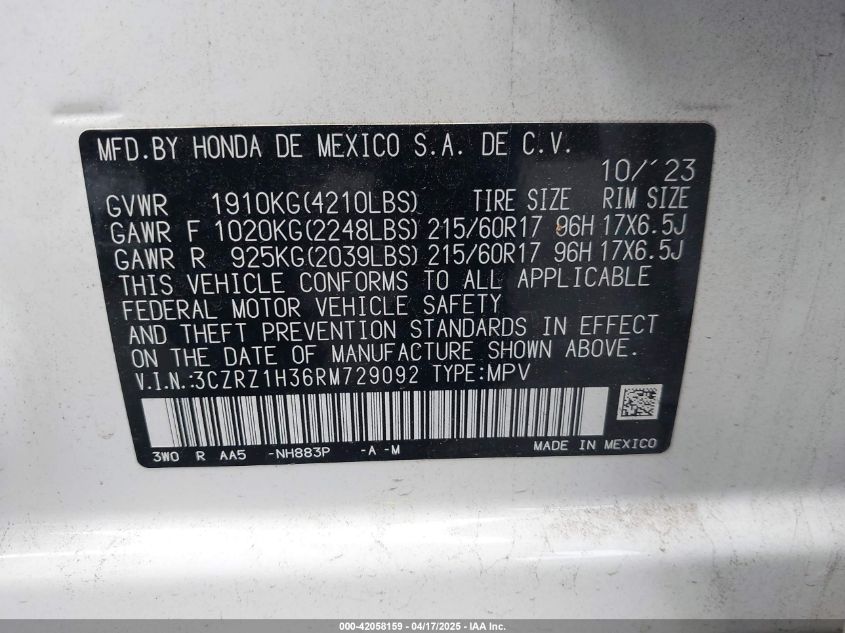 MFD.BY HONDA DE MEXICO S.A. DE C.V.
10/´23
GVWR 1910KG(4210LBS) TIRE SIZE RIM SIZE
GAWR F 1020KG(2248LBS) 215/60R17 96H 17X6.5J
GAWR R 925KG(2039LBS) 215/60R17 96H 17X6.5J
THIS VEHICLE CONFORMS TO ALL APPLICABLE
FEDERAL MOTOR VEHICLE SAFETY
AND THEFT PREVENTION STANDARDS IN EFFECT
ON THE DATE OF MANUFACTURE SHOWN ABOVE.
V.I.N.:3CZRZ1H36RM729092 TYPE:MPV
3W0 R AA5 -NH883P -A -M MADE IN MEXICO
000-42058159 - 04/17/2025 - IAA Inc.